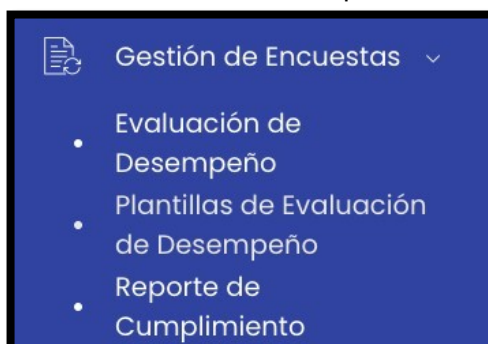 Gestión de Encuestas
Evaluación de
Desempeño
Plantillas de Evaluación
de Desempeño
Reporte de
Cumplimiento